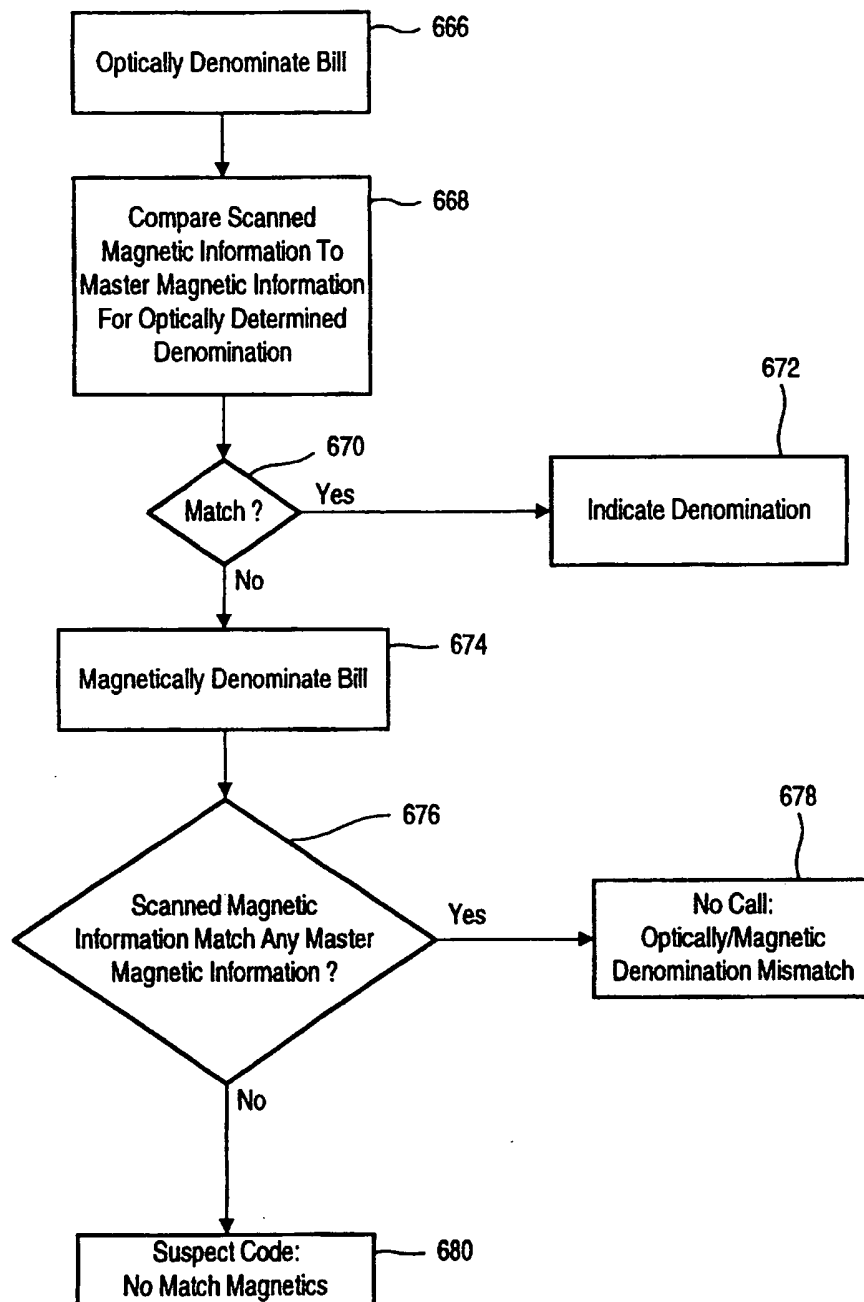 666
Optically Denominate Bill
668
Compare Scanned
Magnetic Information To
Master Magnetic Information
For Optically Determined
Denomination
672
670
Match ?
Yes
Indicate Denomination
No
674
Magnetically Denominate Bill
676
678
Scanned Magnetic
Information Match Any Master
Magnetic Information ?
Yes
No Call:
Optically/Magnetic
Denomination Mismatch
No
Suspect Code:
No Match Magnetics
680